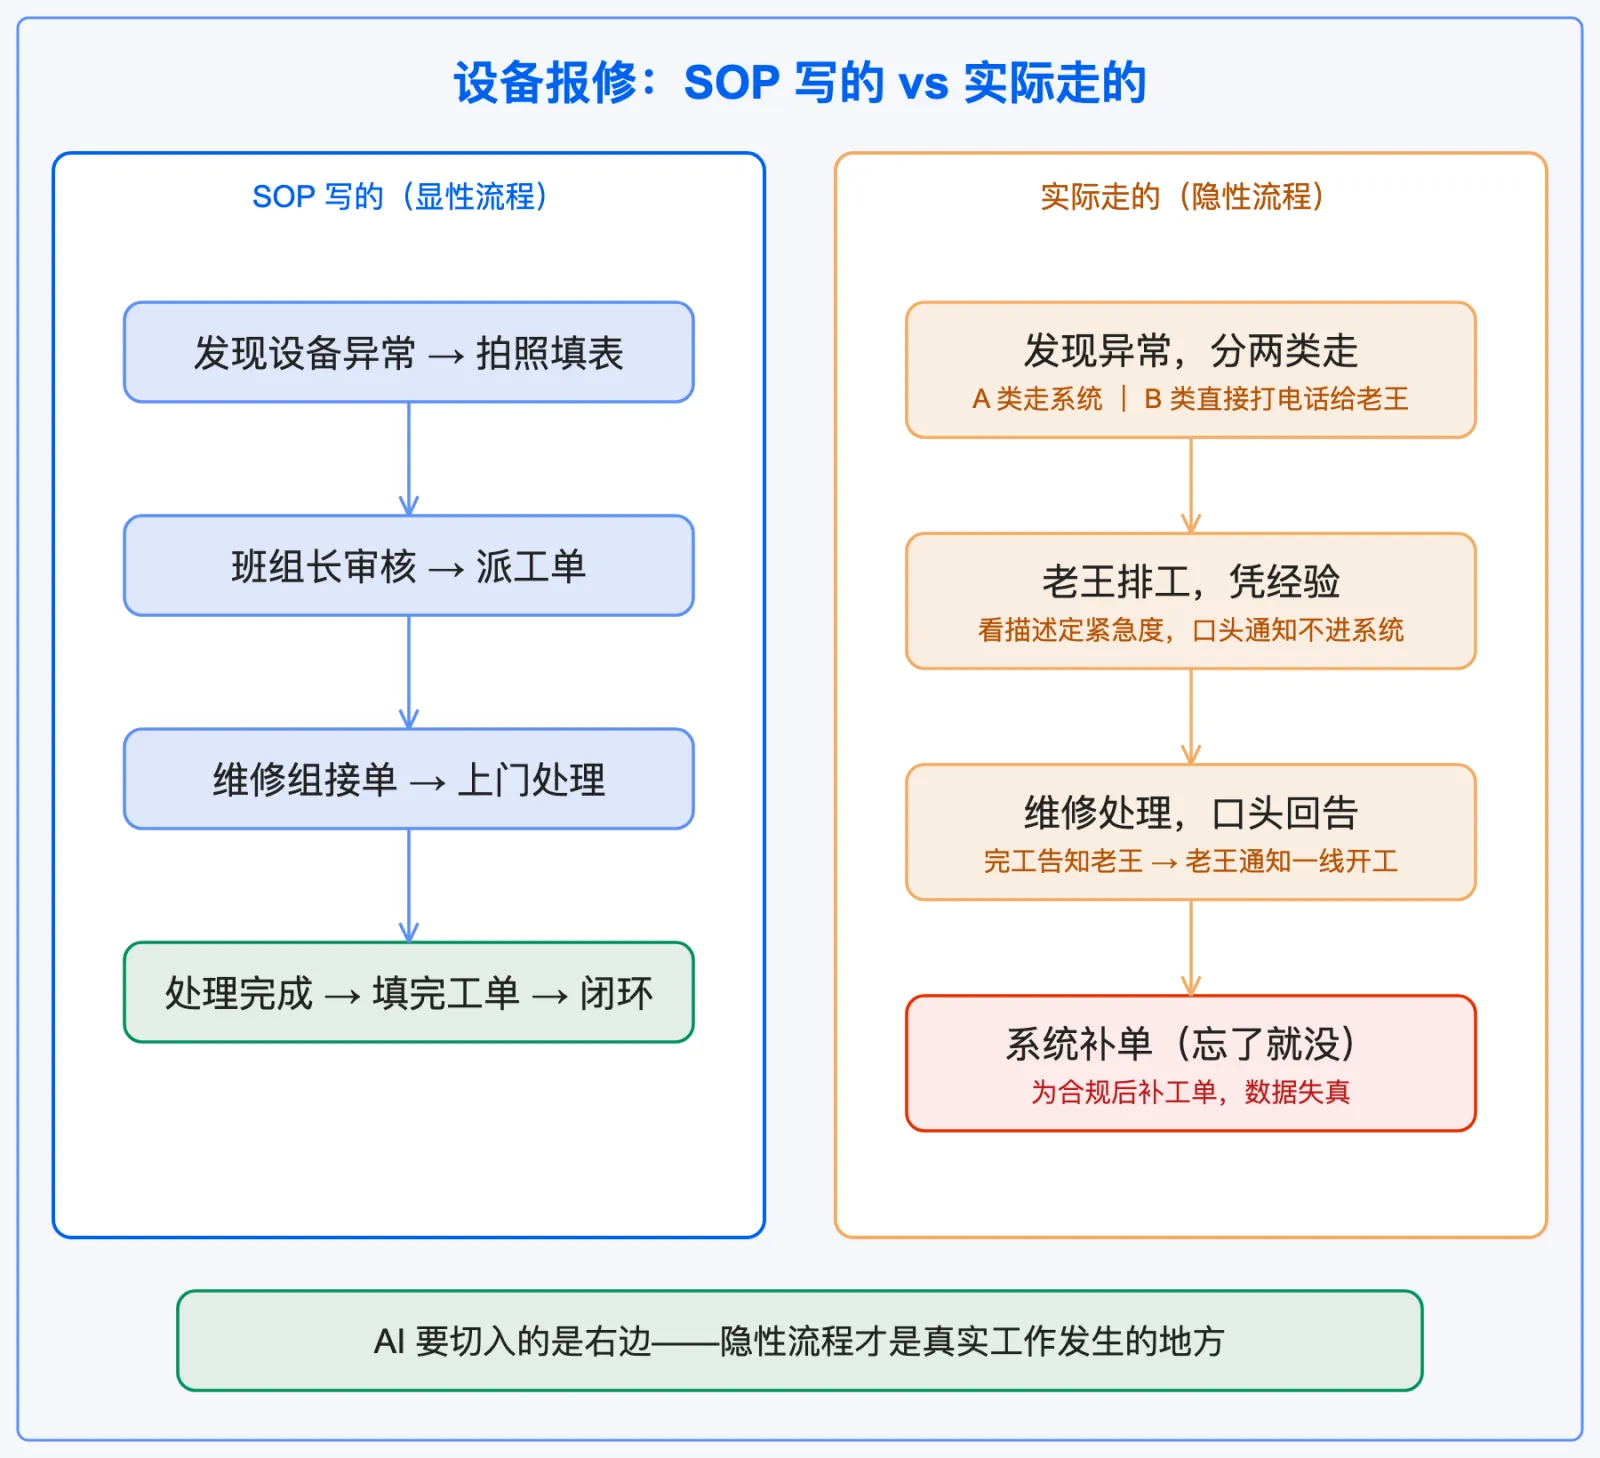 设备报修：SOP 写的 vs 实际走的
SOP 写的（显性流程）
发现设备异常 → 拍照填表
班组长审核 → 派工单
维修组接单 → 上门处理
处理完成 → 填完工单 → 闭环
实际走的（隐性流程）
发现异常，分两类走
A 类走系统 ｜ B 类直接打电话给老王
老王排工，凭经验
看描述定紧急度，口头通知不进系统
维修处理，口头回告
完工告知老王 → 老王通知一线开工
系统补单（忘了就没）
为合规后补工单，数据失真
AI 要切入的是右边——隐性流程才是真实工作发生的地方